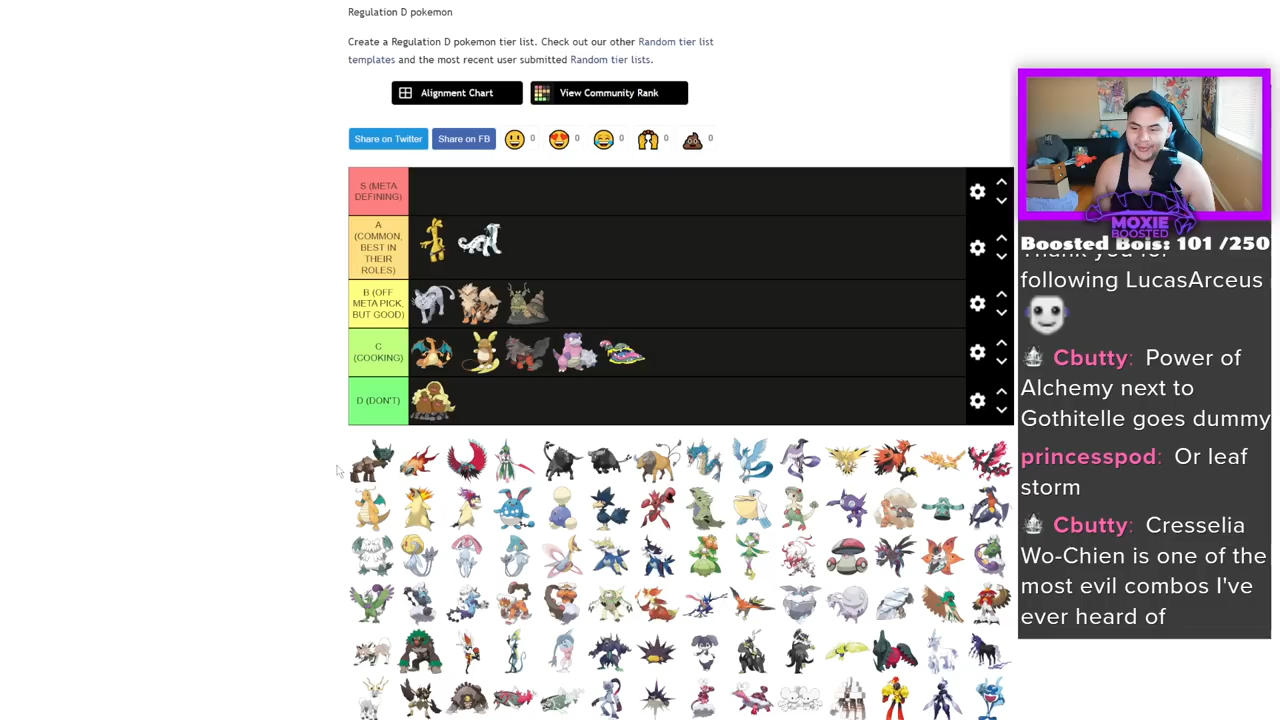 Regulation D pokemon
Create a Regulation D pokemon tier list. Check out our other Random tier list
templates and the most recent user submitted Random tier lists.
Alignment Chart
View Community Rank
Share on Twitter
Share on FB
0
0
0
0
0
S (META
DEFINING)
A
(COMMON,
BEST IN
THEIR
ROLES)
B (OFF
META PICK,
BUT GOOD)
C
(COOKING)
D (DON'T)
MOXIE
BOOSTED
Boosted Bois: 101 /250
Thank you for
following LucasArceus
Cbutty: Power of
Alchemy next to
Gothitelle goes dummy
princesspod: Or leaf
storm
Cbutty: Cresselia
Wo-Chien is one of the
most evil combos I've
ever heard of